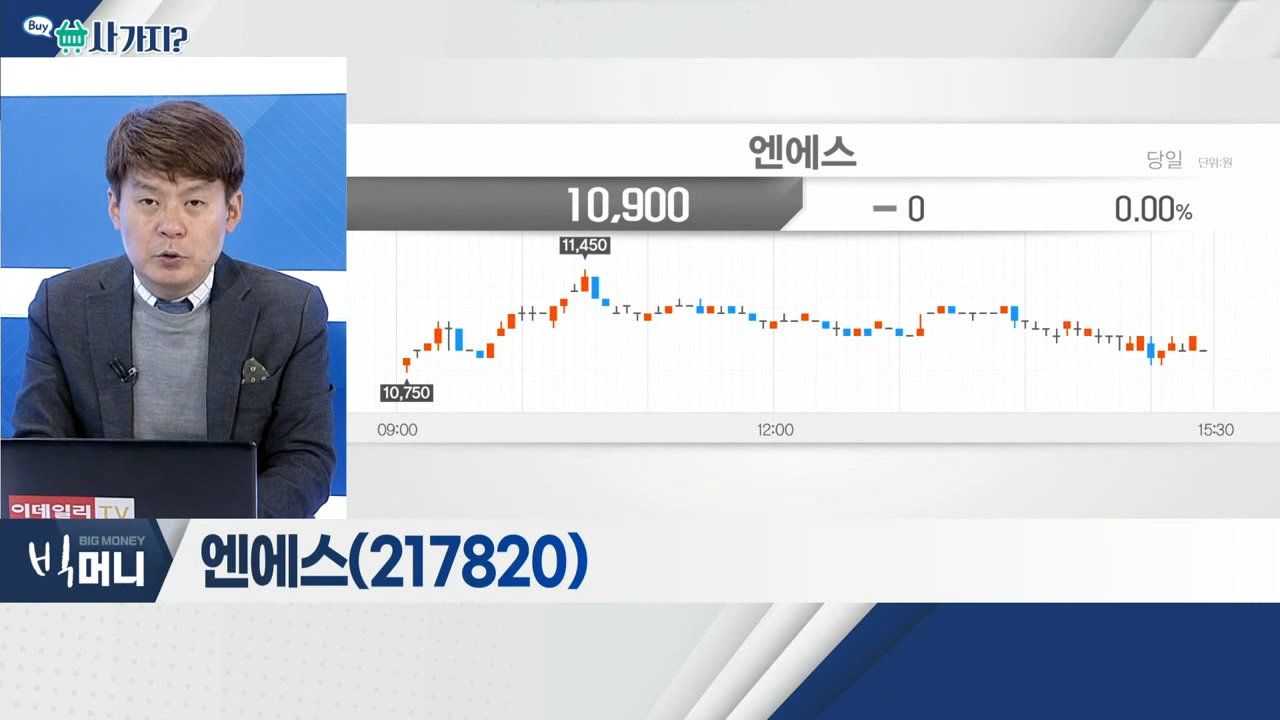 Buy 사가지?
엔에스
당일 단위:원
10,900 0 0.00%
11,450
10,750
09:00 12:00 15:30
이데일리 TV
BIG MONEY
빅머니
엔에스(217820)